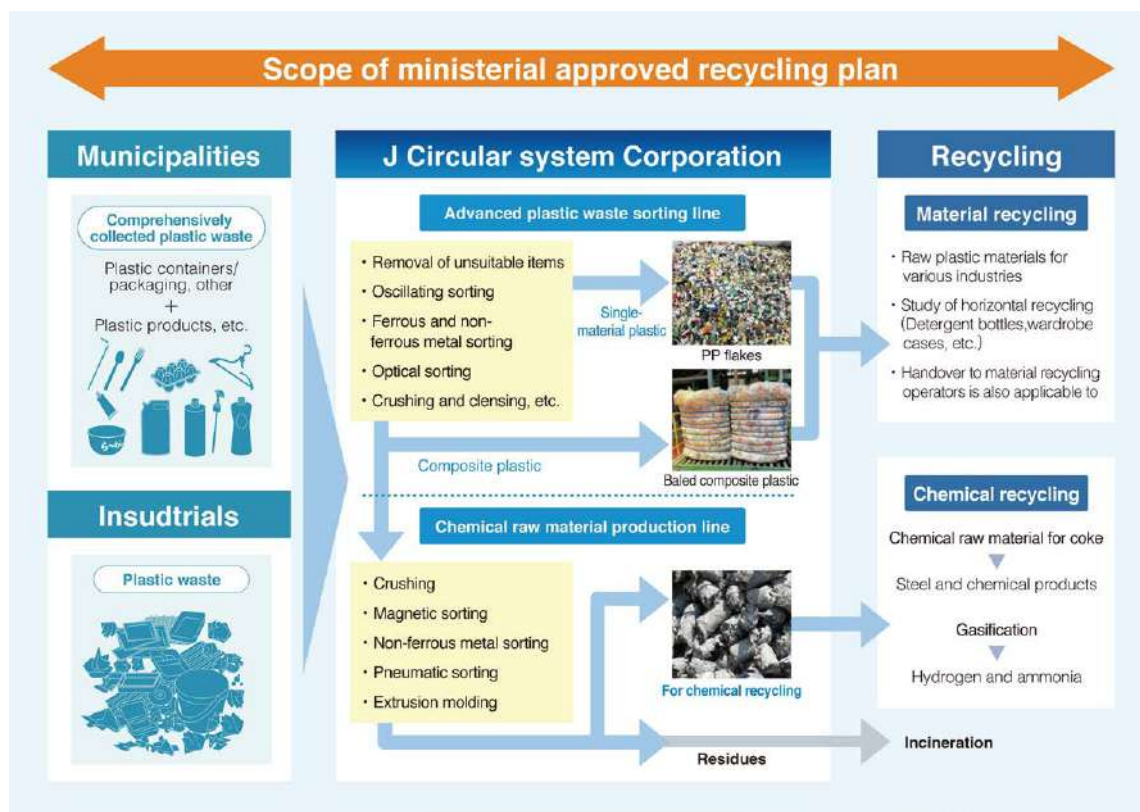 Scope of ministerial approved recycling plan
Municipalities
Comprehensively
collected plastic waste
Plastic containers/
packaging, other
+
Plastic products, etc.
Insudtrials
Plastic waste
J Circular system Corporation
Advanced plastic waste sorting line
・Removal of unsuitable items
・Oscillating sorting
・Ferrous and non-
ferrous metal sorting
・Optical sorting
・Crushing and clensing, etc.
Single-
material plastic
PP flakes
Composite plastic
Baled composite plastic
Chemical raw material production line
・Crushing
・Magnetic sorting
・Non-ferrous metal sorting
・Pneumatic sorting
・Extrusion molding
For chemical recycling
Residues
Recycling
Material recycling
・Raw plastic materials for
various industries
・Study of horizontal recycling
(Detergent bottles,wardrobe
cases, etc.)
・Handover to material recycling
operators is also applicable to
Chemical recycling
Chemical raw material for coke
Steel and chemical products
Gasification
Hydrogen and ammonia
Incineration